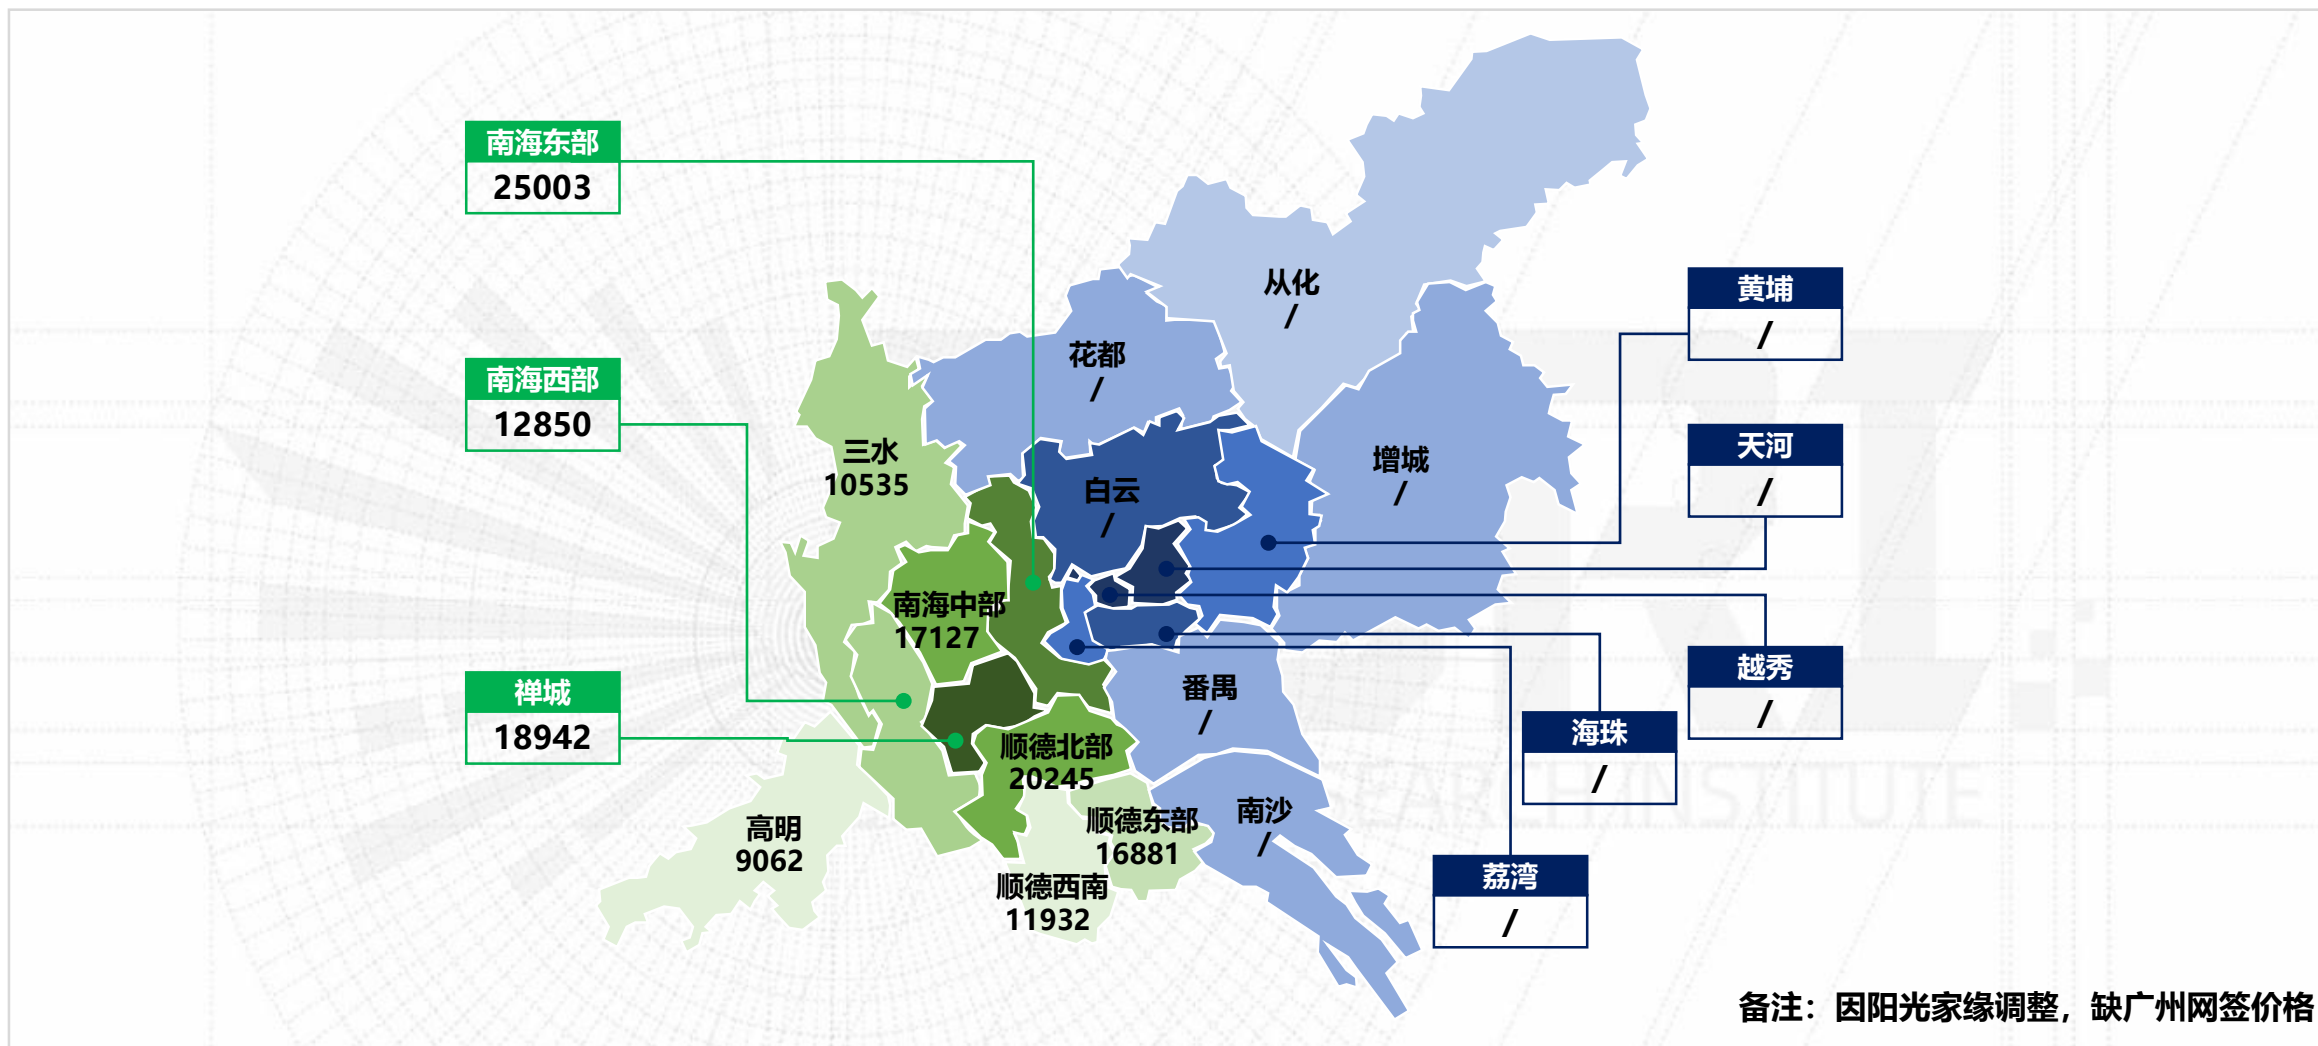 南海东部
25003
南海西部
12850
禅城
18942
从化
/
花都
/
三水
10535
白云
/
增城
/
南海中部
17127
番禺
/
顺德北部
20245
顺德东部
16881
南沙
/
高明
9062
顺德西南
11932
黄埔
/
天河
/
越秀
/
海珠
/
荔湾
/
备注：因阳光家缘调整，缺广州网签价格